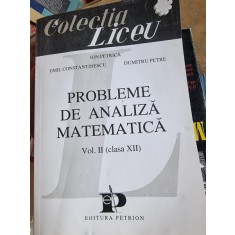 Colecția
LICEU
ION PETRICĂ
EMIL CONSTANTINESCU DUMITRU PETRE
PROBLEME
DE ANALIZĂ
MATEMATICĂ
Vol. II (clasa XII)
EDITURA PETRION